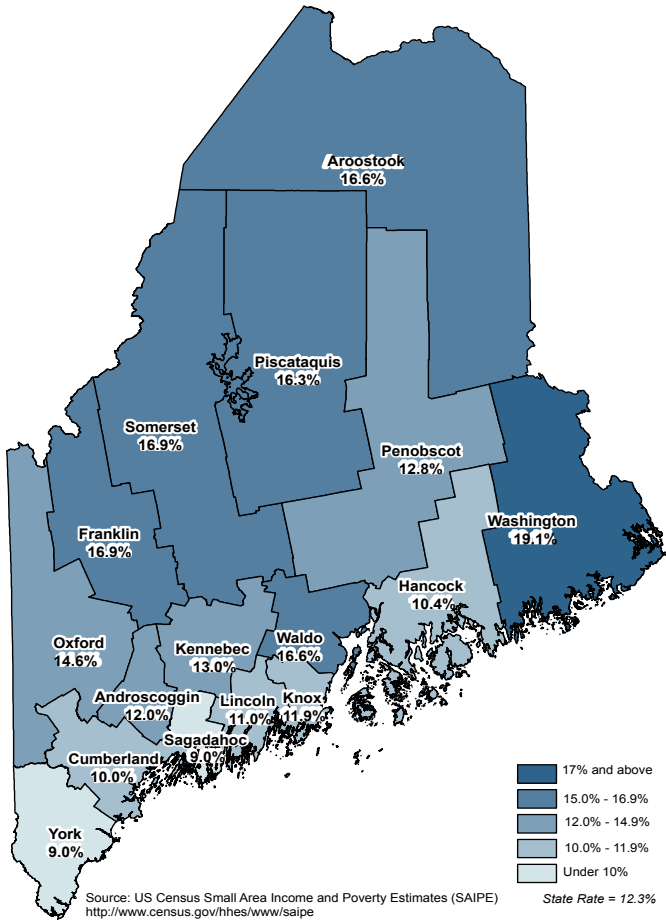 Aroostook
16.6%
Piscataquis
16.3%
Somerset
16.9%
Penobscot
12.8%
Washington
19.1%
Franklin
16.9%
Hancock
10.4%
Oxford
14.6%
Kennebec
13.0%
Waldo
16.6%
Androscoggin
12.0%
Lincoln
11.0%
Knox
11.9%
Sagadahoc
9.0%
Cumberland
10.0%
York
9.0%
17% and above
15.0% - 16.9%
12.0% - 14.9%
10.0% - 11.9%
Under 10%
State Rate = 12.3%
Source: US Census Small Area Income and Poverty Estimates (SAIPE)
http://www.census.gov/hhes/www/saipe